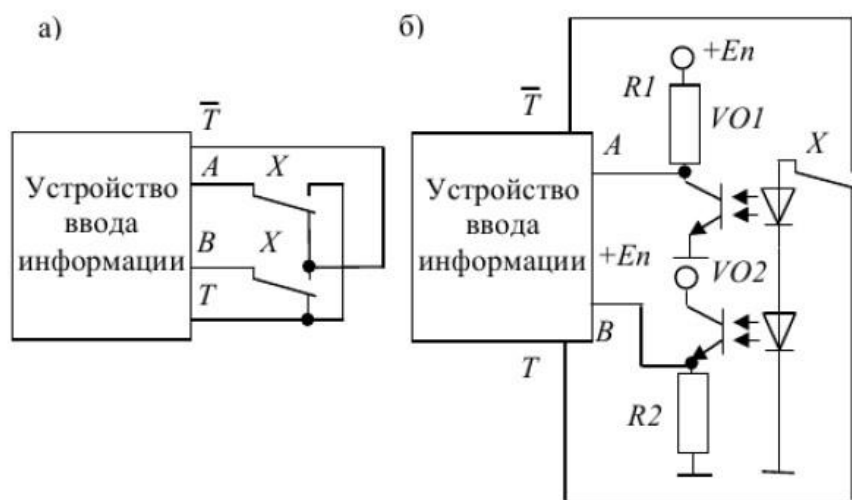 а)
T̅
A
X
Устройство
ввода
информации
B
X
T
б)
+En
R1
T̅
VO1
A
X
Устройство
ввода
информации
+En
VO2
B
T
R2